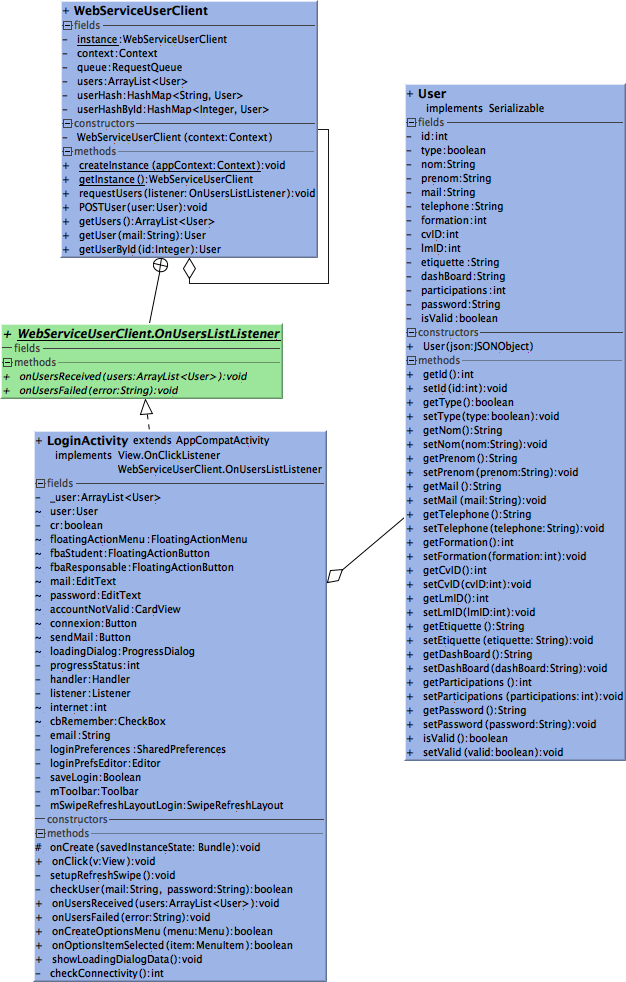 + WebServiceUserClient
fields
- instance:WebServiceUserClient
- context:Context
- queue:RequestQueue
- users:ArrayList<User>
- userHash:HashMap<String, User>
- userHashById:HashMap<Integer, User>
constructors
- WebServiceUserClient(context:Context)
methods
+ createInstance(appContext:Context):void
+ getInstance():WebServiceUserClient
+ requestUsers(listener:OnUsersListListener):void
+ POSTUser(user:User):void
+ getUsers():ArrayList<User>
+ getUser(mail:String):User
+ getUserById(id:Integer):User
+ WebServiceUserClient.OnUsersListListener
fields
methods
+ onUsersReceived(users:ArrayList<User>):void
+ onUsersFailed(error:String):void
+ LoginActivity extends AppCompatActivity
implements View.OnClickListener
WebServiceUserClient.OnUsersListListener
fields
- _user:ArrayList<User>
~ user:User
- cr:boolean
~ floatingActionMenu:FloatingActionMenu
~ fbaStudent:FloatingActionButton
~ fbaResponsable:FloatingActionButton
~ mail:EditText
~ password:EditText
~ accountNotValid:CardView
~ connexion:Button
~ sendMail:Button
~ loadingDialog:ProgressDialog
- progressStatus:int
- handler:Handler
- listener:Listener
~ internet:int
~ cbRemember:CheckBox
- email:String
- loginPreferences:SharedPreferences
- loginPrefsEditor:Editor
- saveLogin:Boolean
- mToolbar:Toolbar
- mSwipeRefreshLayoutLogin:SwipeRefreshLayout
constructors
methods
# onCreate(savedInstanceState: Bundle):void
+ onClick(v:View):void
- setupRefreshSwipe():void
- checkUser(mail:String, password:String):boolean
+ onUsersReceived(users:ArrayList<User>):void
+ onUsersFailed(error:String):void
+ onCreateOptionsMenu(menu:Menu):boolean
+ onOptionsItemSelected(item:MenuItem):boolean
+ showLoadingDialogData():void
- checkConnectivity():int
+ User
implements Serializable
fields
- id:int
- type:boolean
- nom:String
- prenom:String
- mail:String
- telephone:String
- formation:int
- cvID:int
- lmID:int
- etiquette:String
- dashBoard:String
- participations:int
- password:String
- isValid:boolean
constructors
+ User(json:JSONObject)
methods
+ getId():int
+ setId(id:int):void
+ getType():boolean
+ setType(type:boolean):void
+ getNom():String
+ setNom(nom:String):void
+ getPrenom():String
+ setPrenom(prenom:String):void
+ getMail():String
+ setMail(mail:String):void
+ getTelephone():String
+ setTelephone(telephone:String):void
+ getFormation():int
+ setFormation(formation:int):void
+ getCvID():int
+ setCvID(cvID:int):void
+ getLmID():int
+ setLmID(lmID:int):void
+ getEtiquette():String
+ setEtiquette(etiquette: String):void
+ getDashBoard():String
+ setDashBoard(dashBoard:String):void
+ getParticipations():int
+ setParticipations(participations:int):void
+ getPassword():String
+ setPassword(password:String):void
+ isValid():boolean
+ setValid(valid:boolean):void